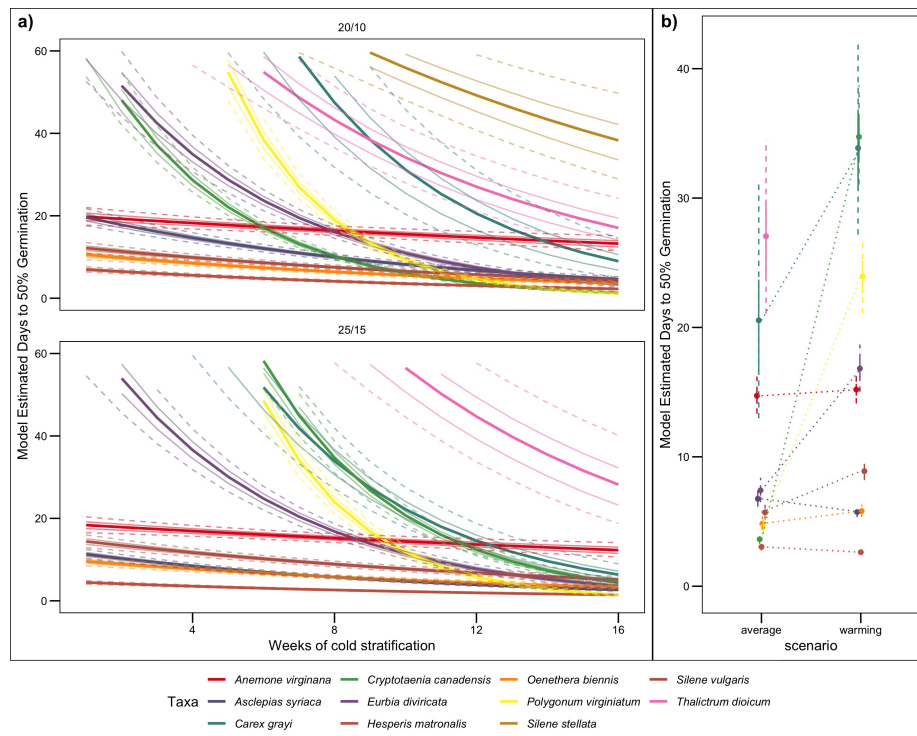 a)
20/10
60
40
20
0
25/15
60
40
20
0
4
8
12
16
Model Estimated Days to 50% Germination
Weeks of cold stratification
b)
40
30
20
10
0
Model Estimated Days to 50% Germination
average
warming
scenario
Taxa
Anemone virginana
Cryptotaenia canadensis
Oenethera biennis
Silene vulgaris
Asclepias syriaca
Eurbia diviricata
Polygonum virginiatum
Thalictrum dioicum
Carex grayi
Hesperis matronalis
Silene stellata